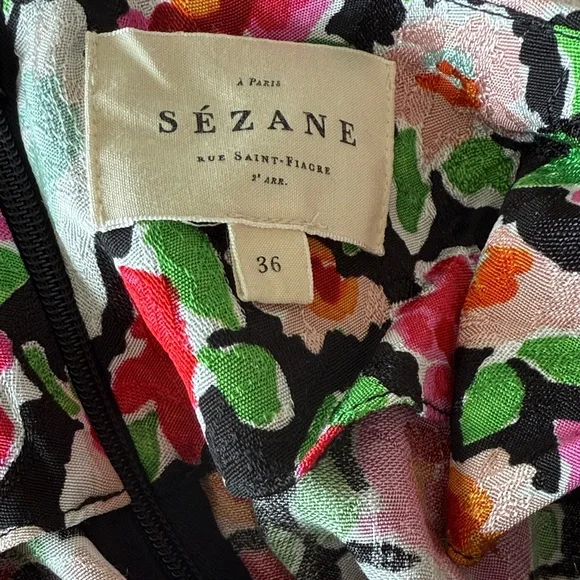 À PARIS
SÉZANE
RUE SAINT-FIACRE
2ᵉ ARR.
36